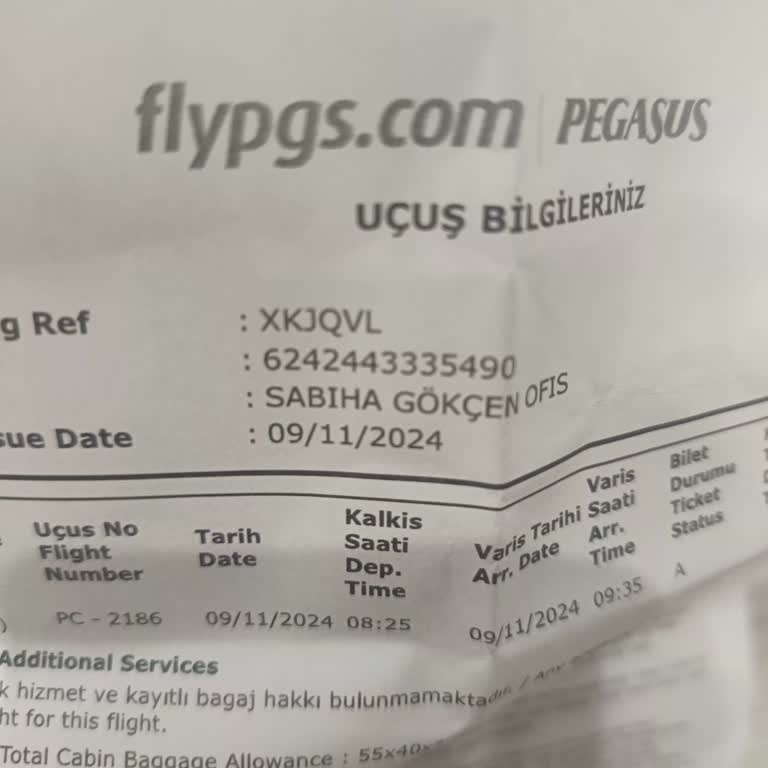 flypgs.com | PEGASUS
UÇUŞ BİLGİLERİNİZ
g Ref : XKJQVL
: 6242443335490
: SABIHA GÖKÇEN OFIS
sue Date : 09/11/2024
Uçus No Flight Number
Tarih Date
Kalkis Saati Dep. Time
Varis Tarihi Arr. Date
Varis Saati Arr. Time
Bilet Durumu Ticket Status
PC - 2186 09/11/2024 08:25 09/11/2024 09:35 A
Additional Services
k hizmet ve kayıtlı bagaj hakkı bulunmamaktadır. / Any
ht for this flight.
Total Cabin Baggage Allowance : 55x40x